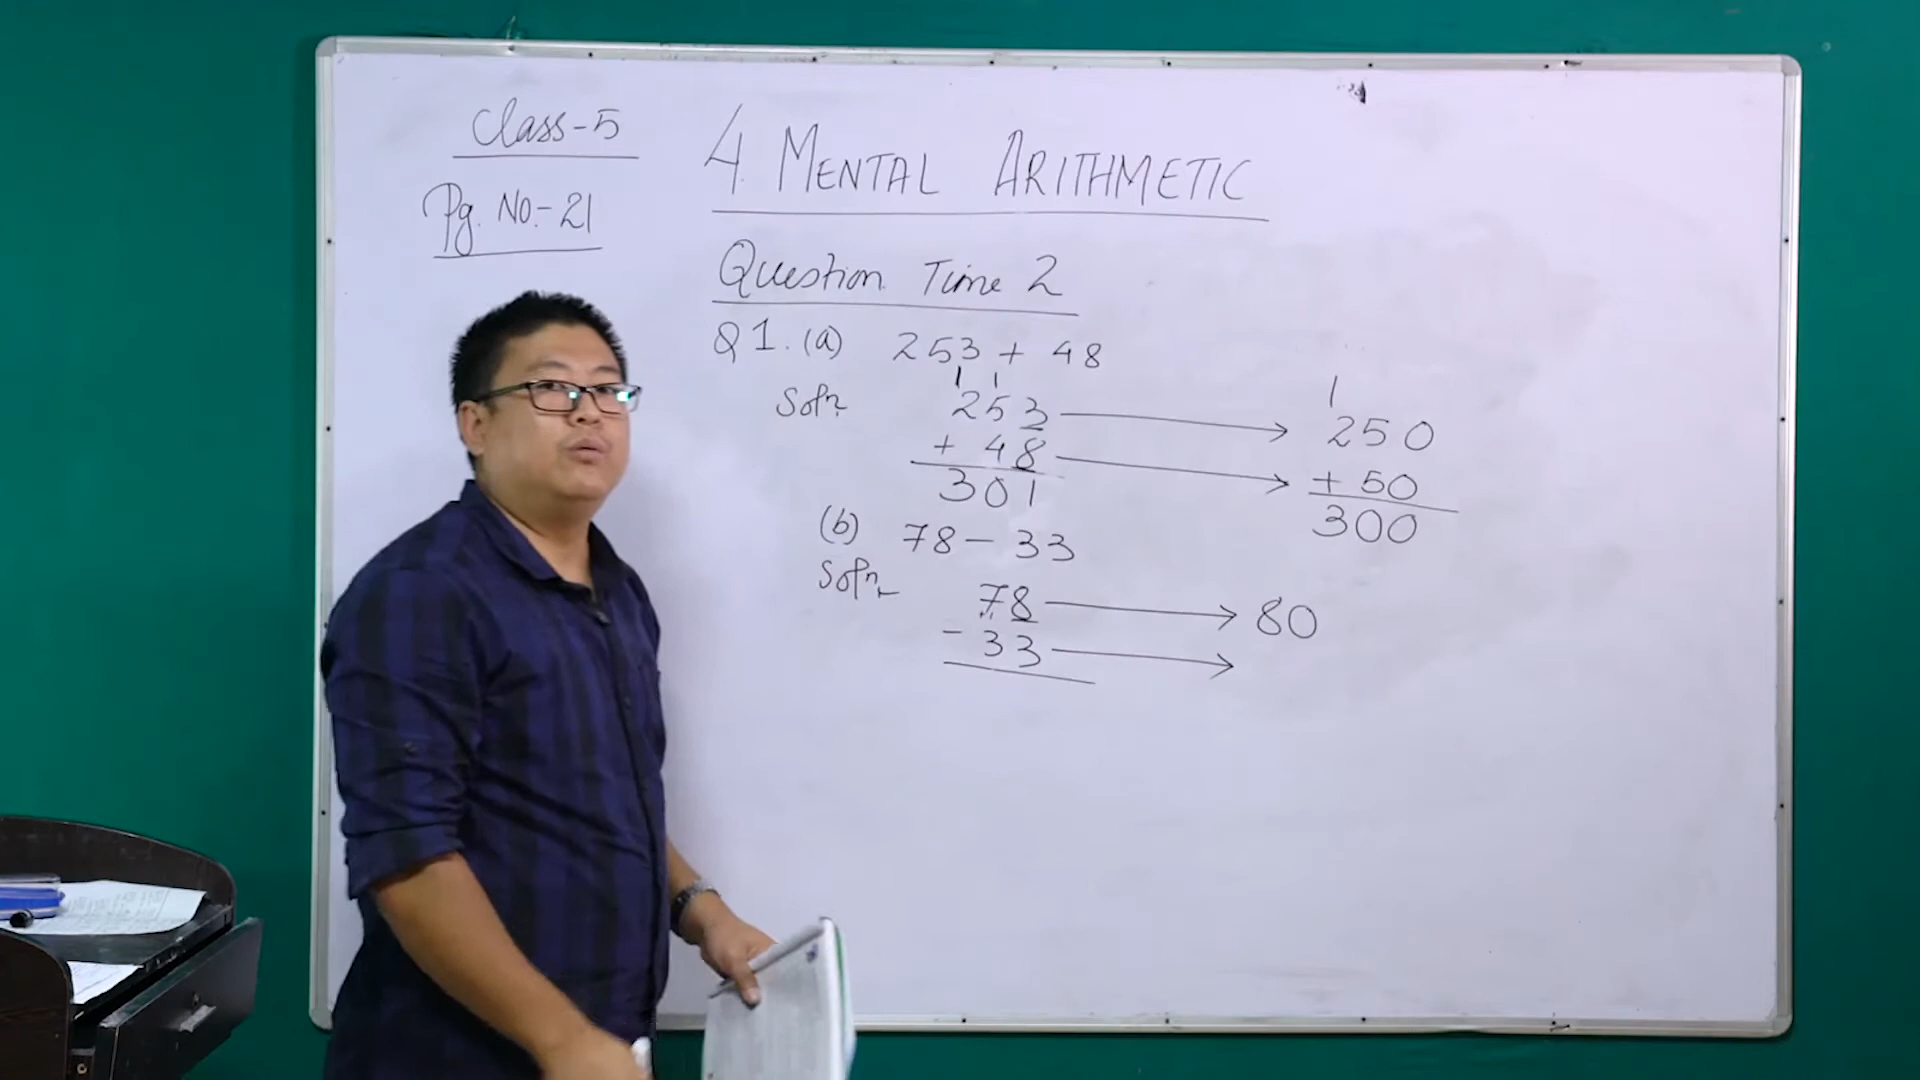 Class-5
Pg. No:- 21
4. MENTAL ARITHMETIC
Question Time 2
Q1. (a) 253 + 48
Solⁿ
1 1
253 → 250
+ 48 → + 50
301
1
300
(b) 78 - 33
Solⁿ
78 → 80
- 33 →